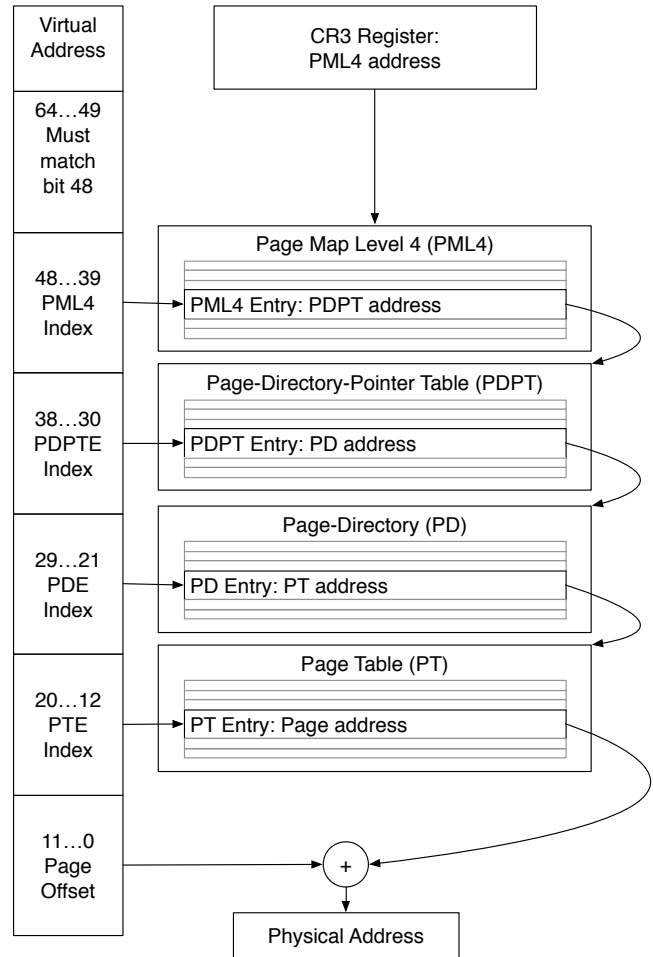 Virtual
Address
CR3 Register:
PML4 address
64…49
Must
match
bit 48
Page Map Level 4 (PML4)
48…39
PML4
Index
PML4 Entry: PDPT address
Page-Directory-Pointer Table (PDPT)
38…30
PDPTE
Index
PDPT Entry: PD address
Page-Directory (PD)
29…21
PDE
Index
PD Entry: PT address
Page Table (PT)
20…12
PTE
Index
PT Entry: Page address
11…0
Page
Offset
+
Physical Address